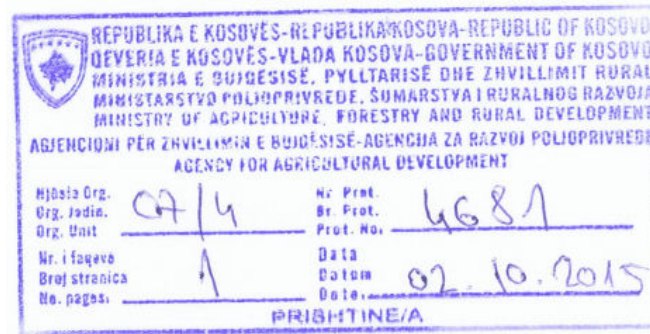 REPUBLIKA E KOSOVËS-REPUBLIKA KOSOVA-REPUBLIC OF KOSOVO
QEVERIA E KOSOVËS-VLADA KOSOVA-GOVERNMENT OF KOSOVO
MINISTRIA E BUJQËSISË, PYLLTARISË DHE ZHVILLIMIT RURAL
MINISTARSTVO POLJOPRIVREDE, ŠUMARSTVA I RURALNOG RAZVOJA
MINISTRY OF AGRICULTURE, FORESTRY AND RURAL DEVELOPMENT
AGJENCIONI PËR ZHVILLIMIN E BUJQËSISË-AGENCIJA ZA RAZVOJ POLJOPRIVREDE
AGENCY FOR AGRICULTURAL DEVELOPMENT
Njësia Org.
Org. Jedin.
Org. Unit
07/4
Nr. Prot.
Br. Prot.
Prot. No.
4681
Nr. i faqeve
Broj stranica
No. pages.
1
Data
Datum
Date.
02.10.2015
PRISHTINË/A